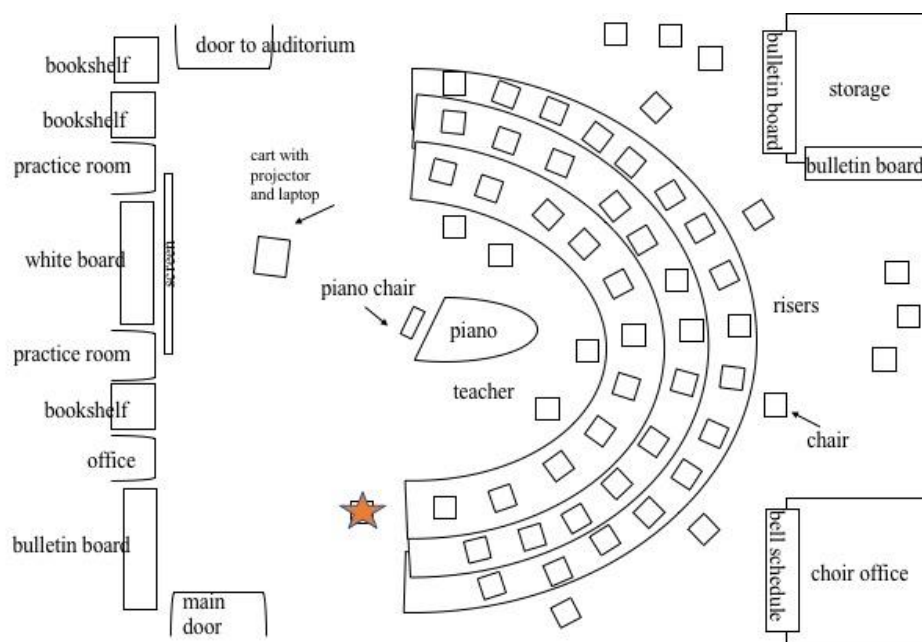 door to auditorium
bookshelf
bookshelf
practice room
cart with
projector
and laptop
white board
screen
piano chair
piano
practice room
teacher
bookshelf
office
bulletin board
main
door
bulletin board
storage
bulletin board
risers
chair
bell schedule
choir office